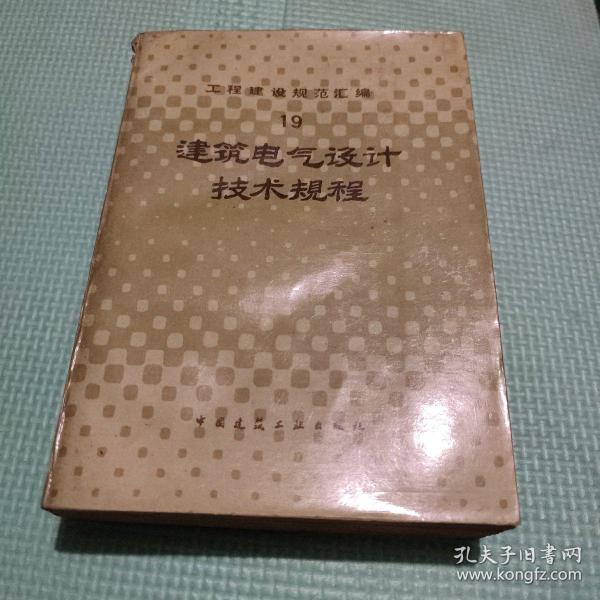 工程建设规范汇编
19
建筑电气设计
技术规程
中国建筑工业出版社
孔夫子旧书网
www.kongfz.com